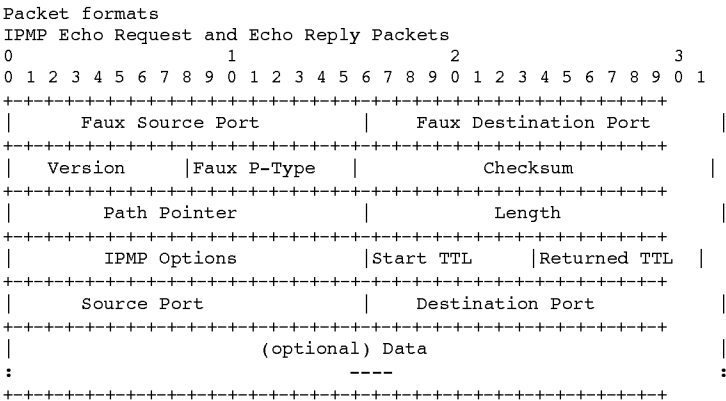 Packet formats
IPMP Echo Request and Echo Reply Packets
0 1 2 3
0 1 2 3 4 5 6 7 8 9 0 1 2 3 4 5 6 7 8 9 0 1 2 3 4 5 6 7 8 9 0 1
+-+-+-+-+-+-+-+-+-+-+-+-+-+-+-+-+-+-+-+-+-+-+-+-+-+-+-+-+-+-+
| Faux Source Port | Faux Destination Port |
+-+-+-+-+-+-+-+-+-+-+-+-+-+-+-+-+-+-+-+-+-+-+-+-+-+-+-+-+-+-+
| Version |Faux P-Type | Checksum |
+-+-+-+-+-+-+-+-+-+-+-+-+-+-+-+-+-+-+-+-+-+-+-+-+-+-+-+-+-+-+
| Path Pointer | Length |
+-+-+-+-+-+-+-+-+-+-+-+-+-+-+-+-+-+-+-+-+-+-+-+-+-+-+-+-+-+-+
| IPMP Options |Start TTL |Returned TTL |
+-+-+-+-+-+-+-+-+-+-+-+-+-+-+-+-+-+-+-+-+-+-+-+-+-+-+-+-+-+-+
| Source Port | Destination Port |
+-+-+-+-+-+-+-+-+-+-+-+-+-+-+-+-+-+-+-+-+-+-+-+-+-+-+-+-+-+-+
| (optional) Data |
: ---- :
+-+-+-+-+-+-+-+-+-+-+-+-+-+-+-+-+-+-+-+-+-+-+-+-+-+-+-+-+-+-+